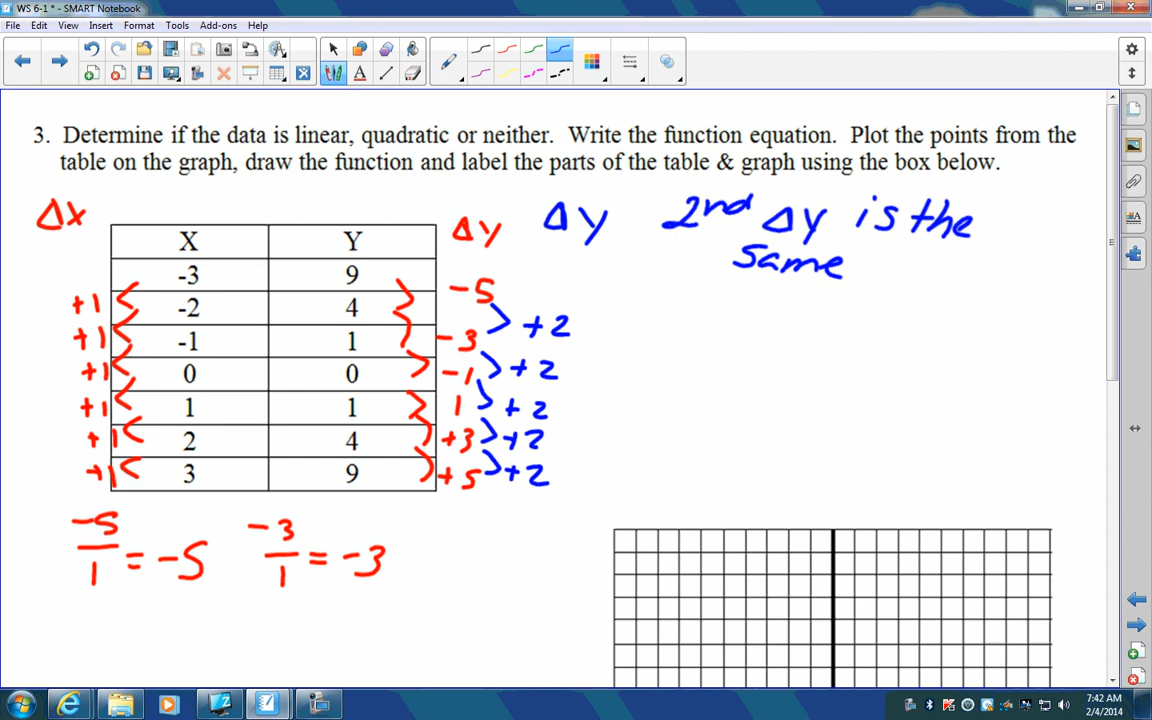 WS 6-1 * - SMART Notebook
File Edit View Insert Format Tools Add-ons Help
3. Determine if the data is linear, quadratic or neither. Write the function equation. Plot the points from the
table on the graph, draw the function and label the parts of the table & graph using the box below.
ΔX
ΔY
ΔY
2nd ΔY is the
same
X Y
-3 9
-2 4
-1 1
0 0
1 1
2 4
3 9
+1
+1
+1
+1
+1
+1
-5
-3
-1
1
+3
+5
+2
+2
+2
+2
+2
-5/1 = -5
-3/1 = -3
7:42 AM
2/4/2014